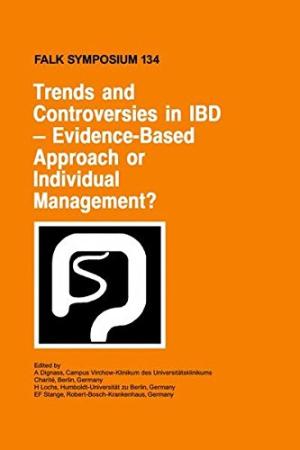 FALK SYMPOSIUM 134
Trends and
Controversies in IBD
– Evidence-Based
Approach or
Individual
Management?
Edited by
A Dignass, Campus Virchow-Klinikum des Universitätsklinikums
Charité, Berlin, Germany
H Lochs, Humboldt-Universität zu Berlin, Germany
EF Stange, Robert-Bosch-Krankenhaus, Germany